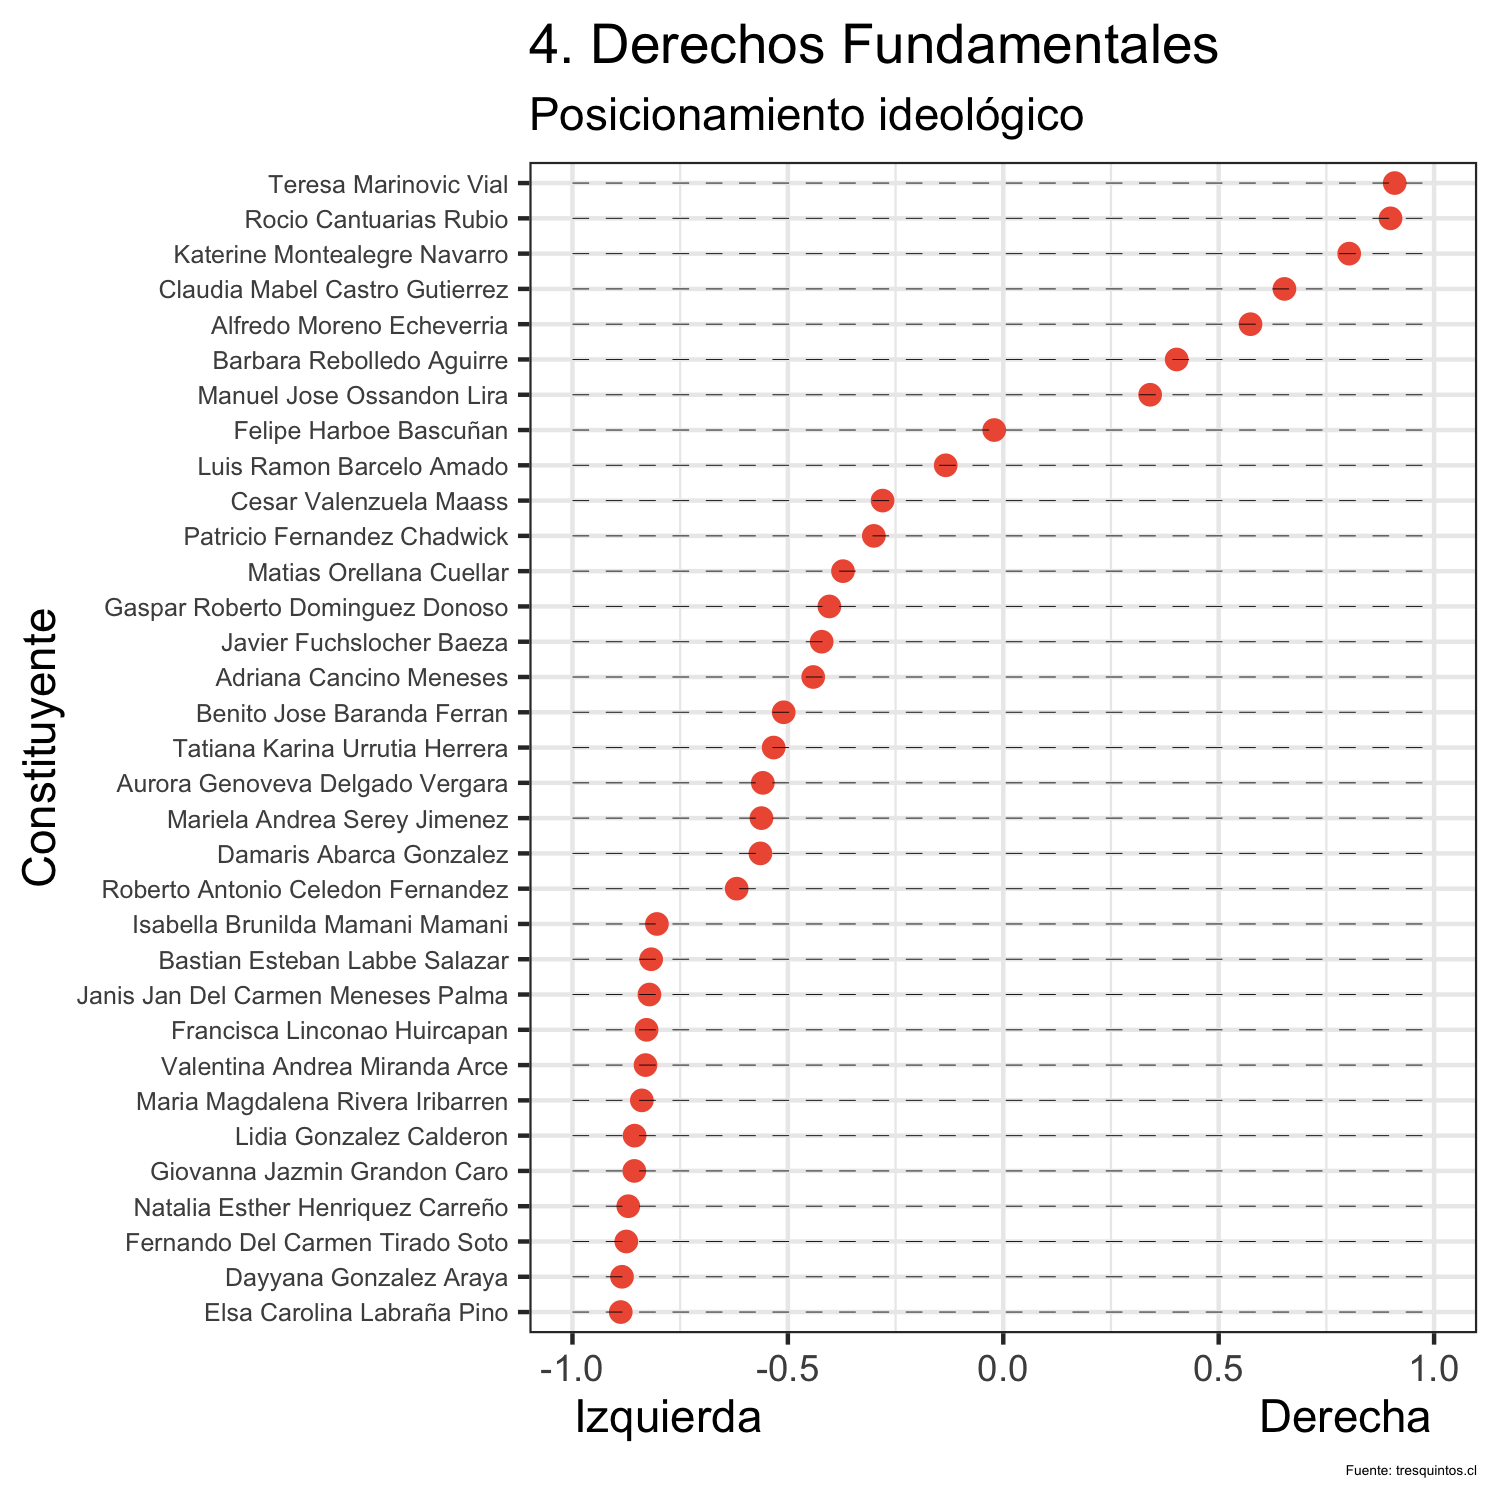 4. Derechos Fundamentales
Posicionamiento ideológico
Constituyente
Teresa Marinovic Vial
Rocio Cantuarias Rubio
Katerine Montealegre Navarro
Claudia Mabel Castro Gutierrez
Alfredo Moreno Echeverria
Barbara Rebolledo Aguirre
Manuel Jose Ossandon Lira
Felipe Harboe Bascuñan
Luis Ramon Barcelo Amado
Cesar Valenzuela Maass
Patricio Fernandez Chadwick
Matias Orellana Cuellar
Gaspar Roberto Dominguez Donoso
Javier Fuchslocher Baeza
Adriana Cancino Meneses
Benito Jose Baranda Ferran
Tatiana Karina Urrutia Herrera
Aurora Genoveva Delgado Vergara
Mariela Andrea Serey Jimenez
Damaris Abarca Gonzalez
Roberto Antonio Celedon Fernandez
Isabella Brunilda Mamani Mamani
Bastian Esteban Labbe Salazar
Janis Jan Del Carmen Meneses Palma
Francisca Linconao Huircapan
Valentina Andrea Miranda Arce
Maria Magdalena Rivera Iribarren
Lidia Gonzalez Calderon
Giovanna Jazmin Grandon Caro
Natalia Esther Henriquez Carreño
Fernando Del Carmen Tirado Soto
Dayyana Gonzalez Araya
Elsa Carolina Labraña Pino
-1.0 -0.5 0.0 0.5 1.0
Izquierda Derecha
Fuente: tresquintos.cl